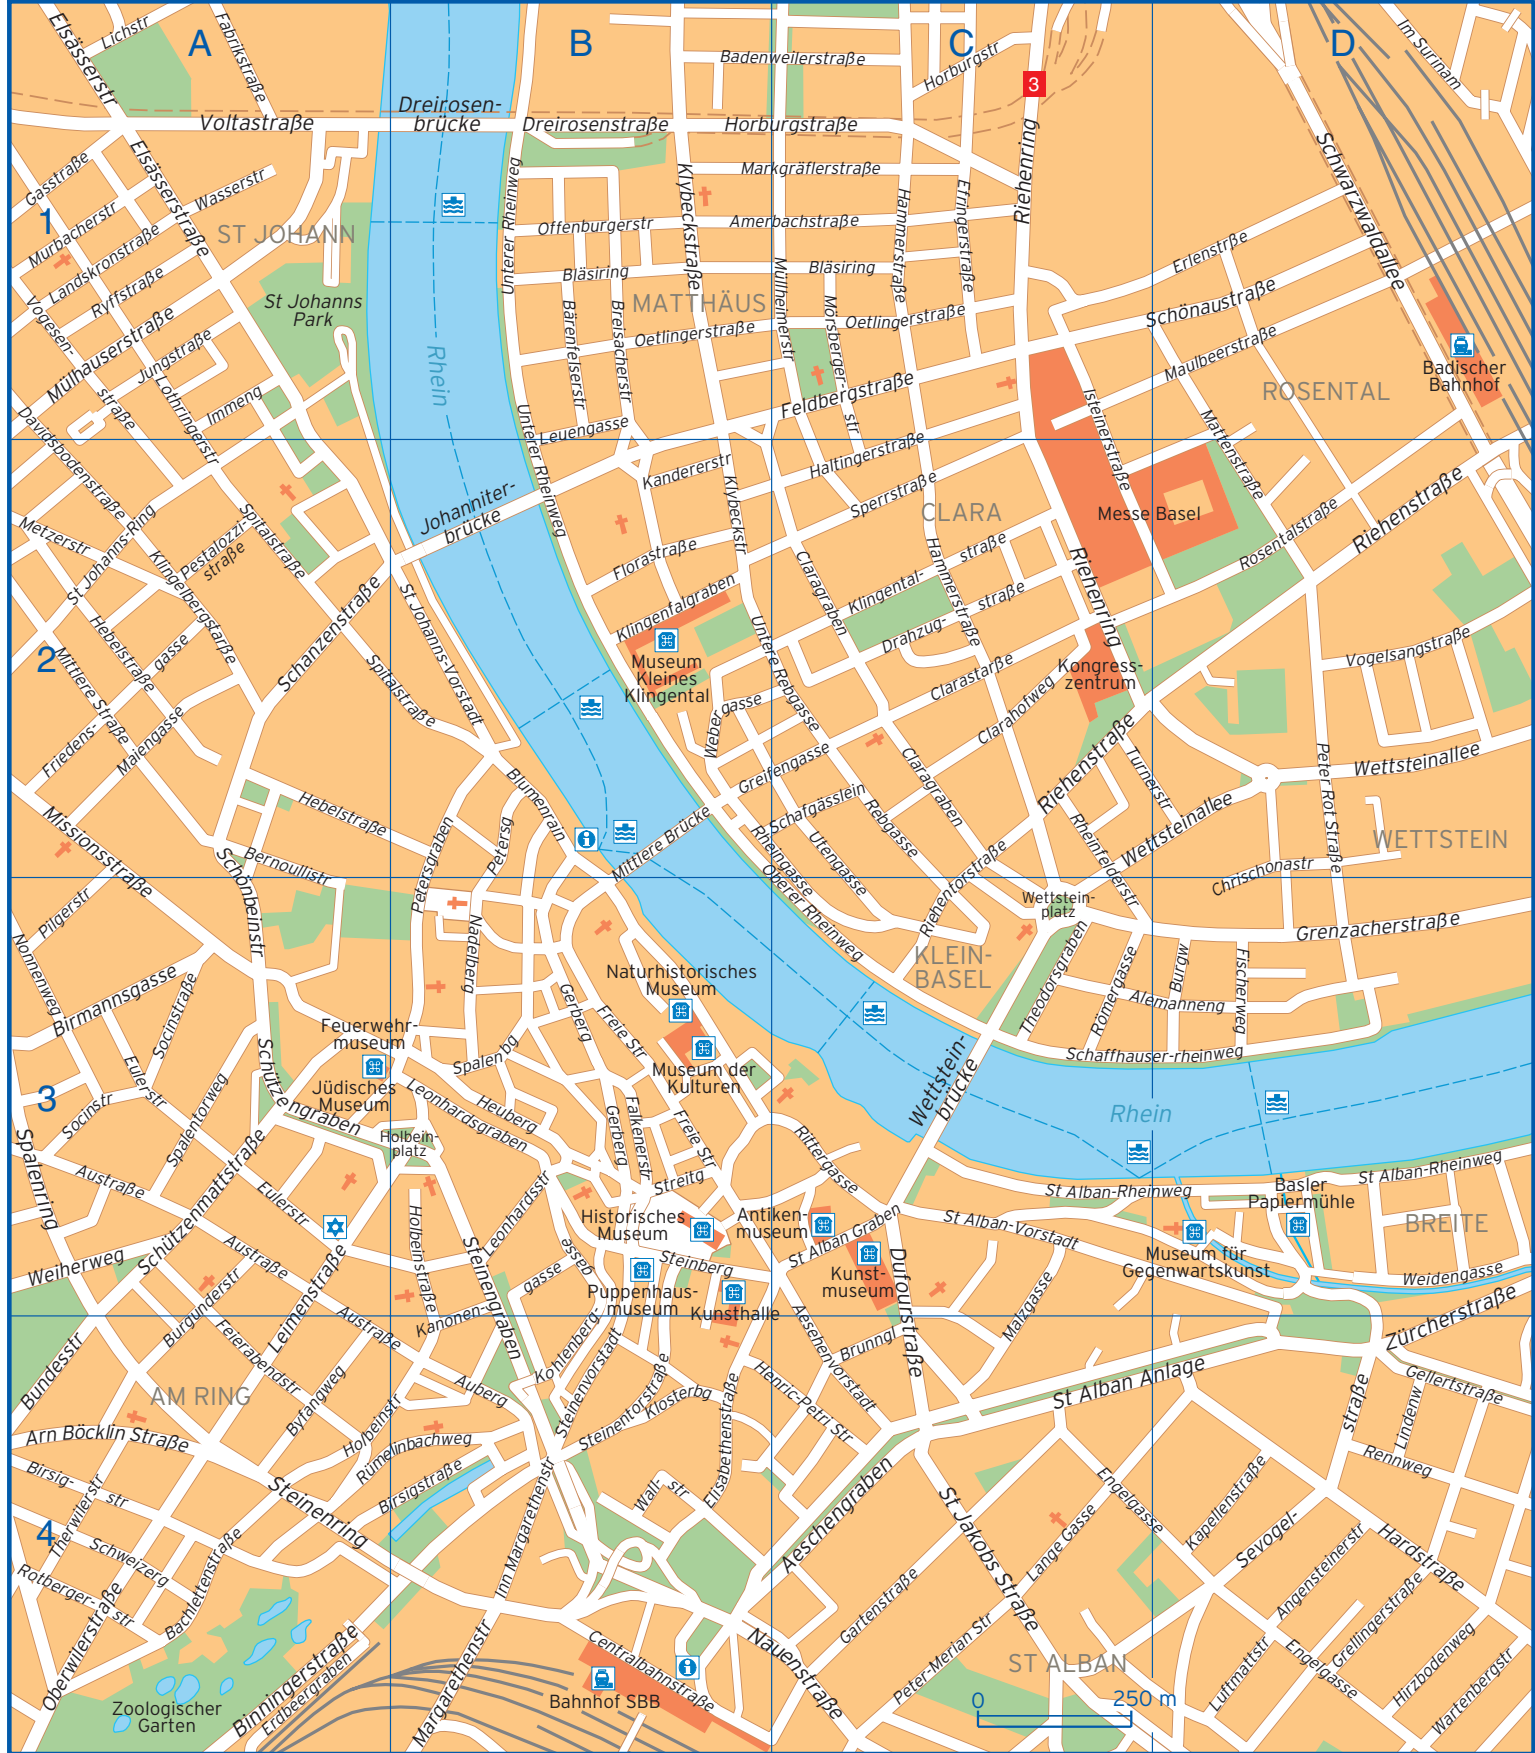 A
B
C
D
1
2
3
4
Elsässerstr
Lichstr
Fabrikstraße
Voltastraße
Dreirosen-
brücke
Dreirosenstraße
Horburgstraße
Badenweilerstraße
Horburgstr
3
Im Surinam
Gasstraße
Elsässerstraße
Wasserstr
Murbacherstr
Landskronstraße
Ryffstraße
ST JOHANN
St Johanns
Park
Vogesen-
straße
Mülhauserstraße
Jungstraße
Lothringerstr
Immeng
Davidsbodenstraße
Rhein
Unterer Rheinweg
Offenburgerstr
Bläsiring
Bärenfelserstr
Breisacherstr
MATTHÄUS
Klybeckstraße
Markgräflerstraße
Amerbachstraße
Bläsiring
Müllheimerstr
Mörsberger-
str
Oetlingerstraße
Oetlingerstraße
Hammerstraße
Efringerstraße
Riehenring
Feldbergstraße
Leuengasse
Erlenstrße
Schönaustraße
Maulbeerstraße
Schwarzwaldallee
ROSENTAL
Badischer
Bahnhof
Isteinerstraße
Mattenstraße
Unterer Rheinweg
Johanniter-
brücke
Kandererstr
Klybeckstr
Haltingerstraße
Sperrstraße
CLARA
Messe Basel
Rosentalstraße
Riehenstraße
Metzerstr
St Johanns-Ring
Pestalozzi-
straße
Spitalstraße
Klingelbergstarße
Hebelstraße
gasse
Mittlere Straße
Friedens-
Maiengasse
Schanzenstraße
St Johanns-Vorstadt
Spitalstraße
Florastraße
Klingenfalgraben
Museum
Kleines
Klingental
Claragraben
Klingental-
straße
Hammerstraße
Drahzug-
straße
Riehenring
Kongress-
zentrum
Untere Rebgasse
Webergasse
Clarastarße
Clarahofweg
Greifengasse
Vogelsangstraße
Wettsteinallee
Peter Rot Straße
Riehenstraße
Turnerstr
Wettsteinallee
Claragraben
Schafgässlein
Rebgasse
Utengasse
Rheingasse
Oberer Rheinweg
Mittlere Brücke
Blumenrain
Hebelstraße
Bernoullistr
Petersgraben
Petersg
Missionsstraße
Schönbeinstr
Pilgerstr
Nonnenweg
Riehentorstraße
Rheinfelderstr
WETTSTEIN
Chrischonastr
Wettstein-
platz
Grenzacherstraße
KLEIN-
BASEL
Theodorsgraben
Römergasse
Burgw
Alemanneng
Fischerweg
Schaffhauser-rheinweg
Wettstein-
brücke
Rhein
Naturhistorisches
Museum
Museum der
Kulturen
Nadelberg
Gerberg
Freie Str
Spalenbg
Feuerwehr-
museum
Jüdisches
Museum
Birmannsgasse
Socinstraße
Eulerstr
Socinstr
Spalentorweg
Schützengraben
Leonhardsgraben
Heuberg
Gerberg
Falkenerstr
Freie Str
Streitg
Rittergasse
Holbein-
platz
Spalenring
Austraße
Schützenmattstraße
Eulerstr
Weiherweg
Austraße
Holbeinstraße
Leonhardsstr
Steinengraben
Historisches
Museum
Antiken-
museum
St Alban Graben
Kunst-
museum
Steinberg
Puppenhaus-
museum
Kunsthalle
gasse
gasse
Kanonen-
Dufourstraße
St Alban-Vorstadt
St Alban-Rheinweg
St Alban-Rheinweg
Basler
Papiermühle
Museum für
Gegenwartskunst
BREITE
Weidengasse
Zürcherstraße
Malzgasse
Bundesstr
Burgunderstr
Leimenstraße
Feierabendstr
Austraße
AM RING
Byfangweg
Auberg
Kohlenberg-
Steinenvorstadt
Steinentorstraße
Klosterbg
Elisabethenstraße
Henric-Petri Str
Aesehenvorstadt
Brunngl
St Alban Anlage
Gellertstraße
straße
Lindenw
Rennweg
Arn Böcklin Straße
Holbeinstr
Rümelinbachweg
Birsigstraße
Birsig-
str
Therwilerstr
Steinenring
Schweizerg
Rotberger-
str
Bachlettenstraße
Oberwilerstraße
Zoologischer
Garten
Binningerstraße
Erdbeergraben
Inn Margarethenstr
Margarethenstr
Wall-
str
Aeschengraben
Centralbahnstraße
Bahnhof SBB
Nauenstraße
Gartenstraße
St Jakobs Straße
Lange Gasse
Engelgasse
Kapellenstraße
Sevogel-
Hardstraße
Angensteinerstr
Grellingerstraße
Engelgasse
Hirzbodenweg
Wartenbergstr
Luftmattstr
Peter-Merian Str
ST ALBAN
0
250 m